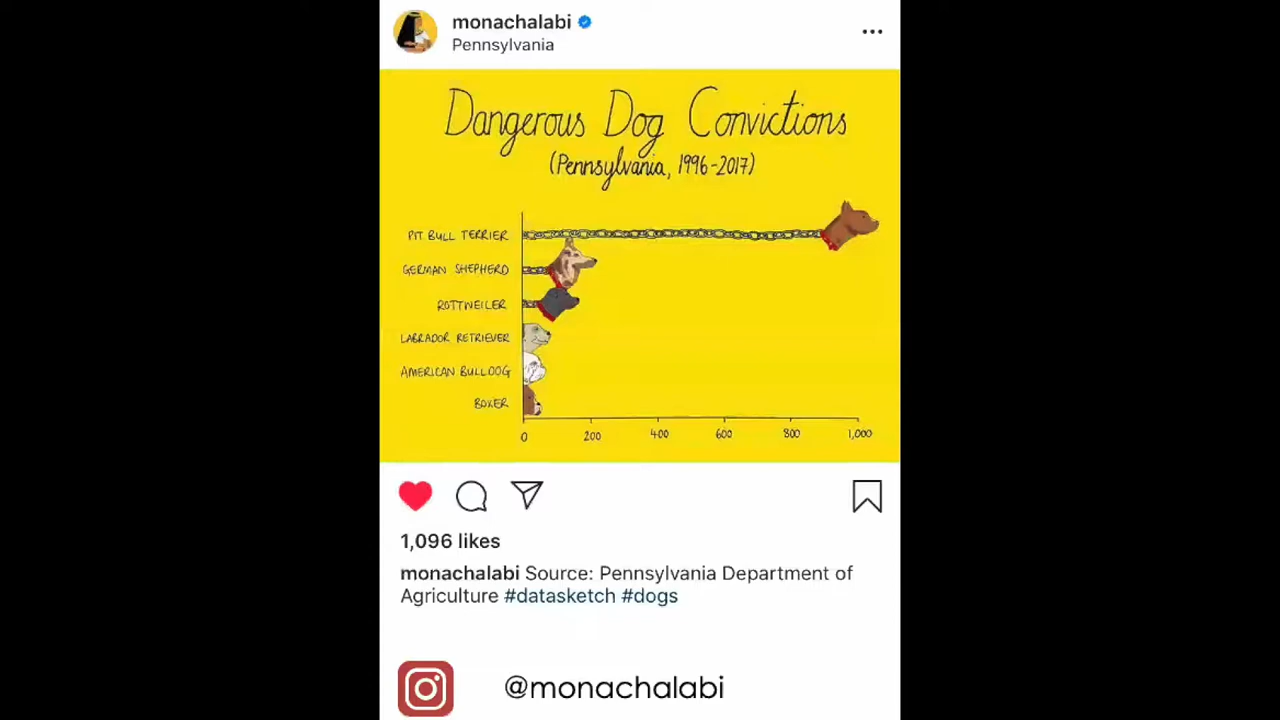 monachalabi
Pennsylvania
Dangerous Dog Convictions
(Pennsylvania, 1996-2017)
PIT BULL TERRIER
GERMAN SHEPHERD
ROTTWEILER
LABRADOR RETRIEVER
AMERICAN BULLDOG
BOXER
0 200 400 600 800 1,000
1,096 likes
monachalabi Source: Pennsylvania Department of
Agriculture #datasketch #dogs
@monachalabi